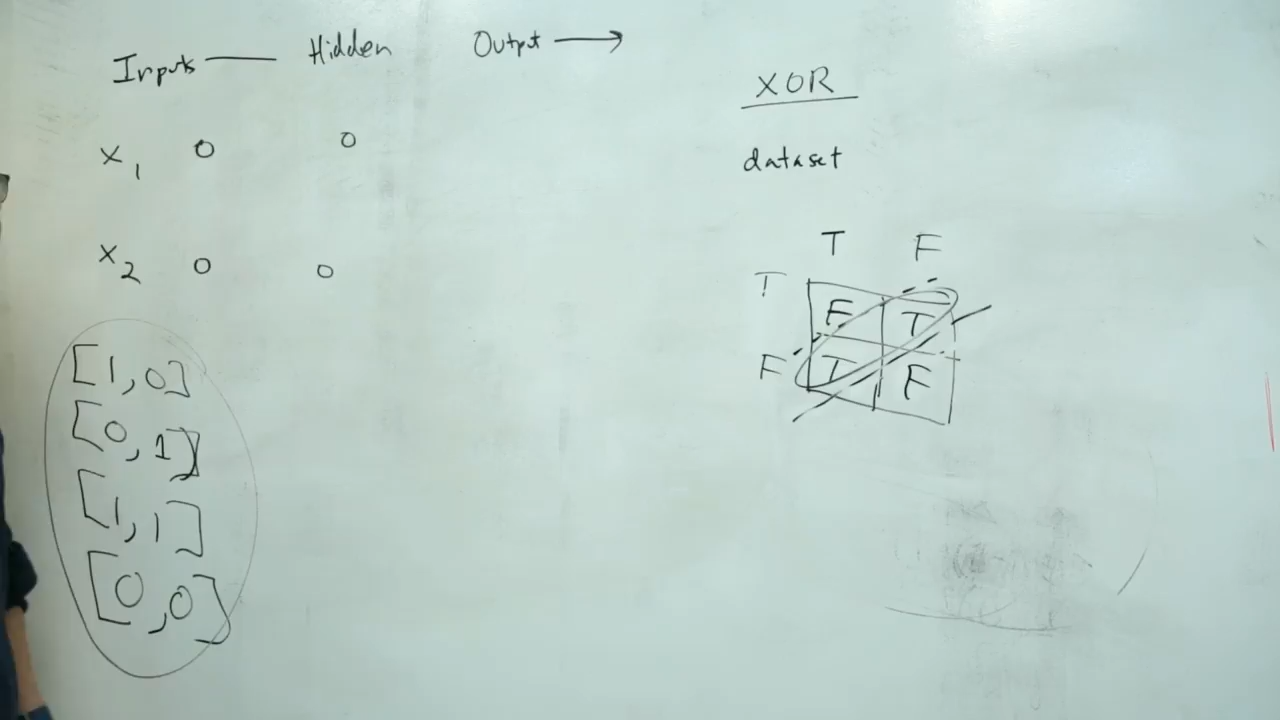 Inputs Hidden Output →
x1 o o
x2 o o
[1,0]
[0,1]
[1,1]
[0,0]
XOR
dataset
T F
T F T
F T F